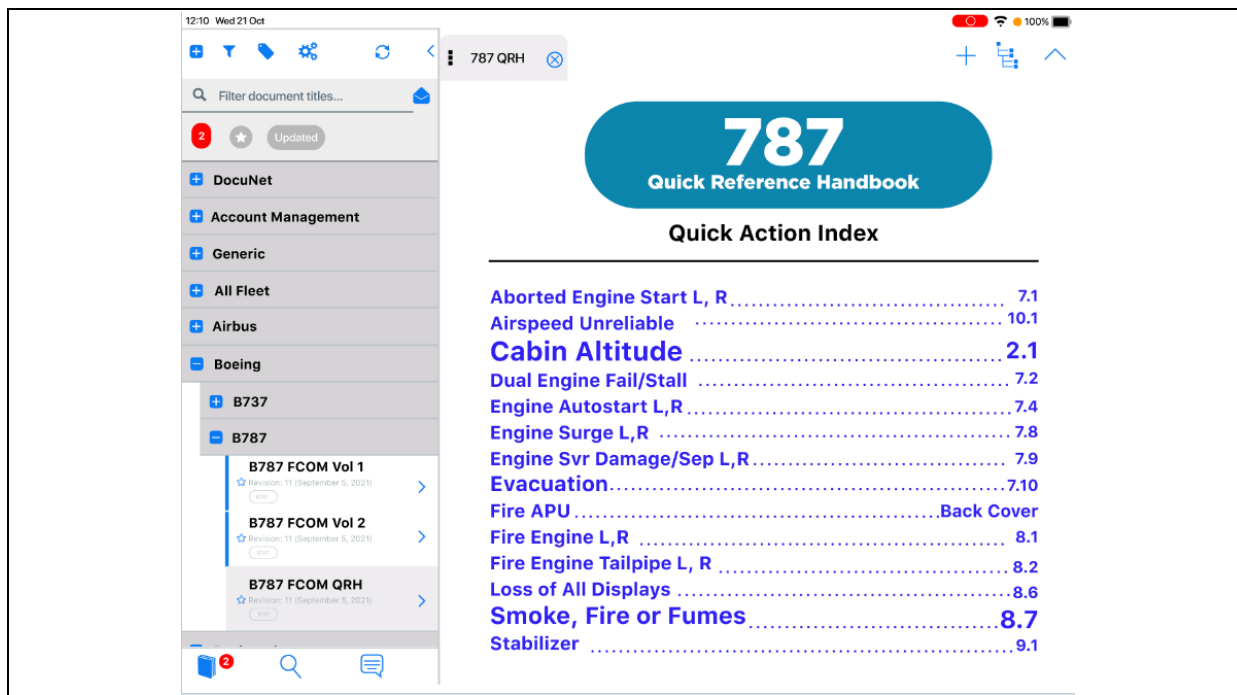 12:10 Wed 21 Oct
100%
787 QRH
Filter document titles...
2
Updated
DocuNet
Account Management
Generic
All Fleet
Airbus
Boeing
B737
B787
B787 FCOM Vol 1
Revision: 11 (September 5, 2021)
B787
B787 FCOM Vol 2
Revision: 11 (September 5, 2021)
B787
B787 FCOM QRH
Revision: 11 (September 5, 2021)
B787
2
787
Quick Reference Handbook
Quick Action Index
Aborted Engine Start L, R........................................ 7.1
Airspeed Unreliable ............................................. 10.1
Cabin Altitude .............................................. 2.1
Dual Engine Fail/Stall ............................................ 7.2
Engine Autostart L,R.............................................. 7.4
Engine Surge L,R .................................................. 7.8
Engine Svr Damage/Sep L,R.................................... 7.9
Evacuation.........................................................7.10
Fire APU.....................................................Back Cover
Fire Engine L,R .................................................... 8.1
Fire Engine Tailpipe L, R ......................................... 8.2
Loss of All Displays ............................................... 8.6
Smoke, Fire or Fumes....................................8.7
Stabilizer .............................................................9.1